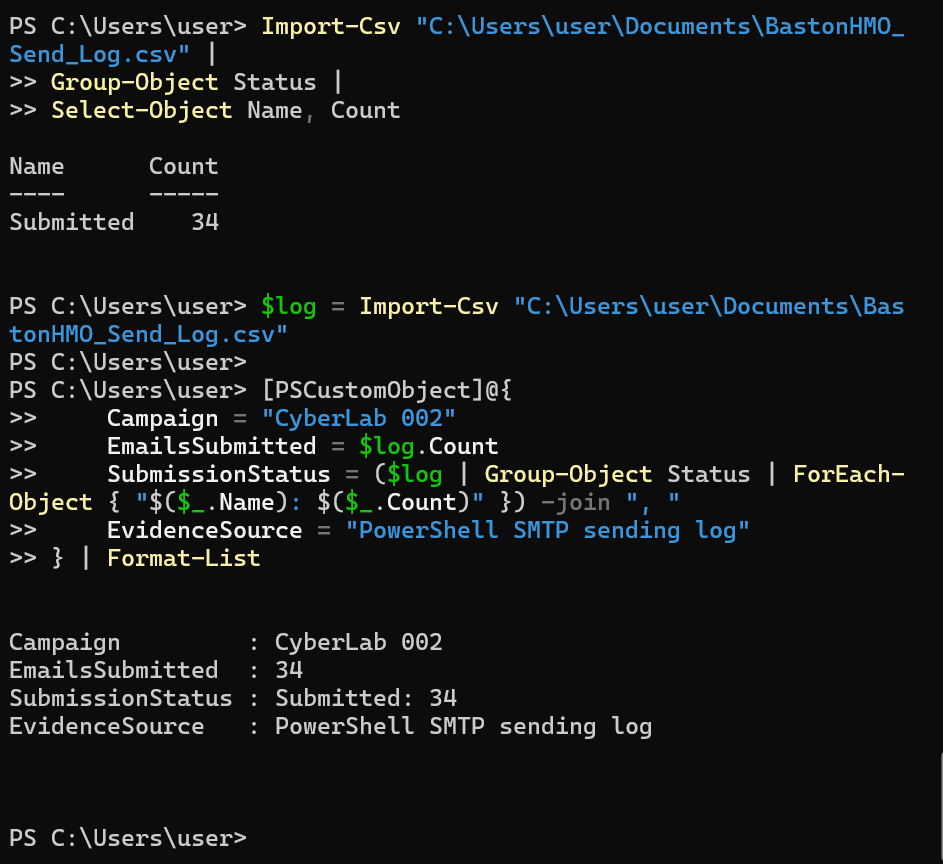 PS C:\Users\user> Import-Csv "C:\Users\user\Documents\BastonHMO_
Send_Log.csv" |
>> Group-Object Status |
>> Select-Object Name, Count

Name      Count
----      -----
Submitted    34

PS C:\Users\user> $log = Import-Csv "C:\Users\user\Documents\Bas
tonHMO_Send_Log.csv"
PS C:\Users\user>
PS C:\Users\user> [PSCustomObject]@{
>>     Campaign = "CyberLab 002"
>>     EmailsSubmitted = $log.Count
>>     SubmissionStatus = ($log | Group-Object Status | ForEach-
Object { "$($_.Name): $($_.Count)" }) -join ", "
>>     EvidenceSource = "PowerShell SMTP sending log"
>> } | Format-List

Campaign         : CyberLab 002
EmailsSubmitted  : 34
SubmissionStatus : Submitted: 34
EvidenceSource   : PowerShell SMTP sending log

PS C:\Users\user>